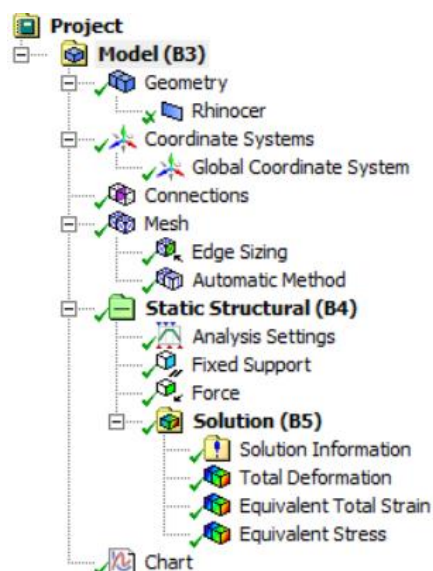 Project
Model (B3)
Geometry
Rhinocer
Coordinate Systems
Global Coordinate System
Connections
Mesh
Edge Sizing
Automatic Method
Static Structural (B4)
Analysis Settings
Fixed Support
Force
Solution (B5)
Solution Information
Total Deformation
Equivalent Total Strain
Equivalent Stress
Chart